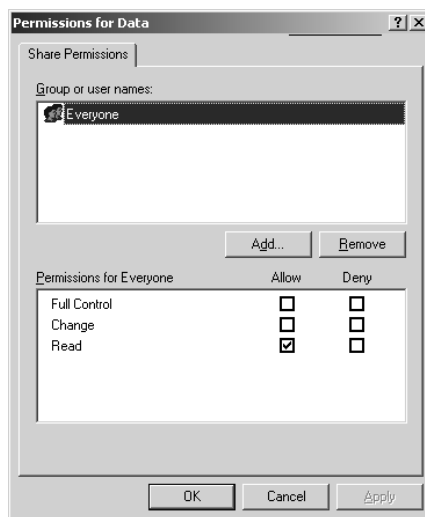 Permissions for Data
Share Permissions
Group or user names:
Everyone
Add... Remove
Permissions for Everyone Allow Deny
Full Control
Change
Read
OK Cancel Apply